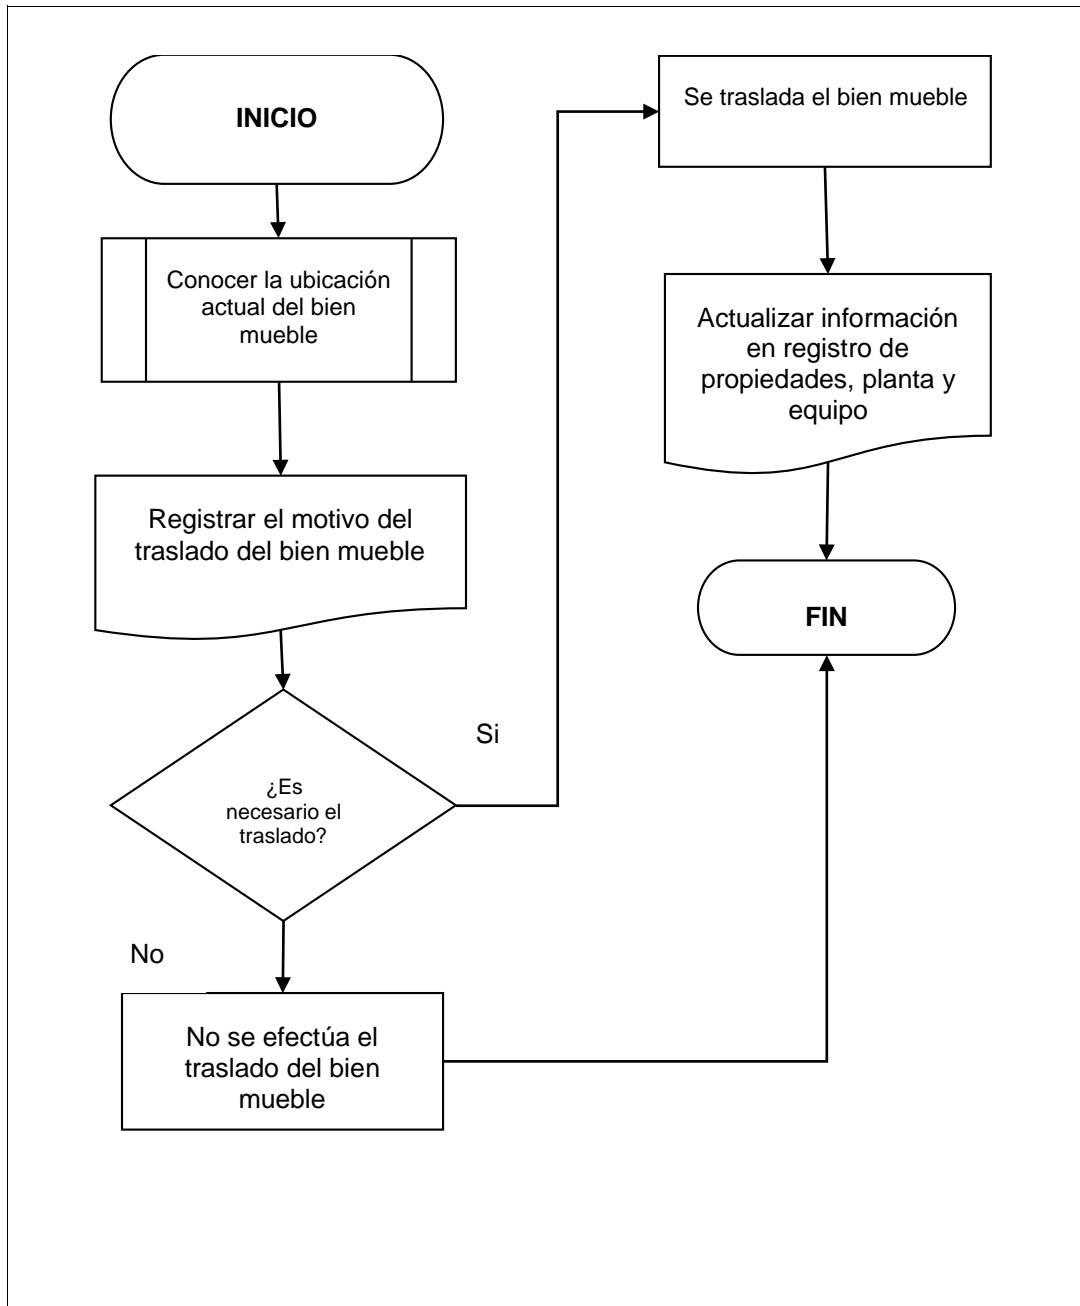 INICIO
Conocer la ubicación
actual del bien
mueble
Registrar el motivo del
traslado del bien mueble
¿Es
necesario el
traslado?
Si
No
No se efectúa el
traslado del bien
mueble
Se traslada el bien mueble
Actualizar información
en registro de
propiedades, planta y
equipo
FIN